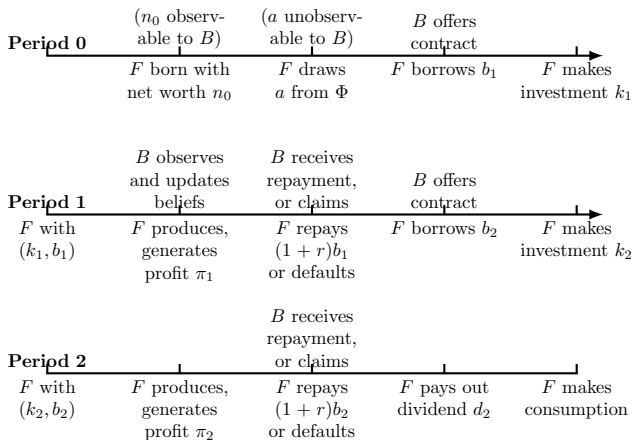 (n₀ observ-
able to B)
(a unobserv-
able to B)
B offers
contract
Period 0
F born with
net worth n₀
F draws
a from Φ
F borrows b₁
F makes
investment k₁
B observes
and updates
beliefs
B receives
repayment,
or claims
B offers
contract
Period 1
F with
(k₁, b₁)
F produces,
generates
profit π₁
F repays
(1 + r)b₁
or defaults
F borrows b₂
F makes
investment k₂
B receives
repayment,
or claims
Period 2
F with
(k₂, b₂)
F produces,
generates
profit π₂
F repays
(1 + r)b₂
or defaults
F pays out
dividend d₂
F makes
consumption